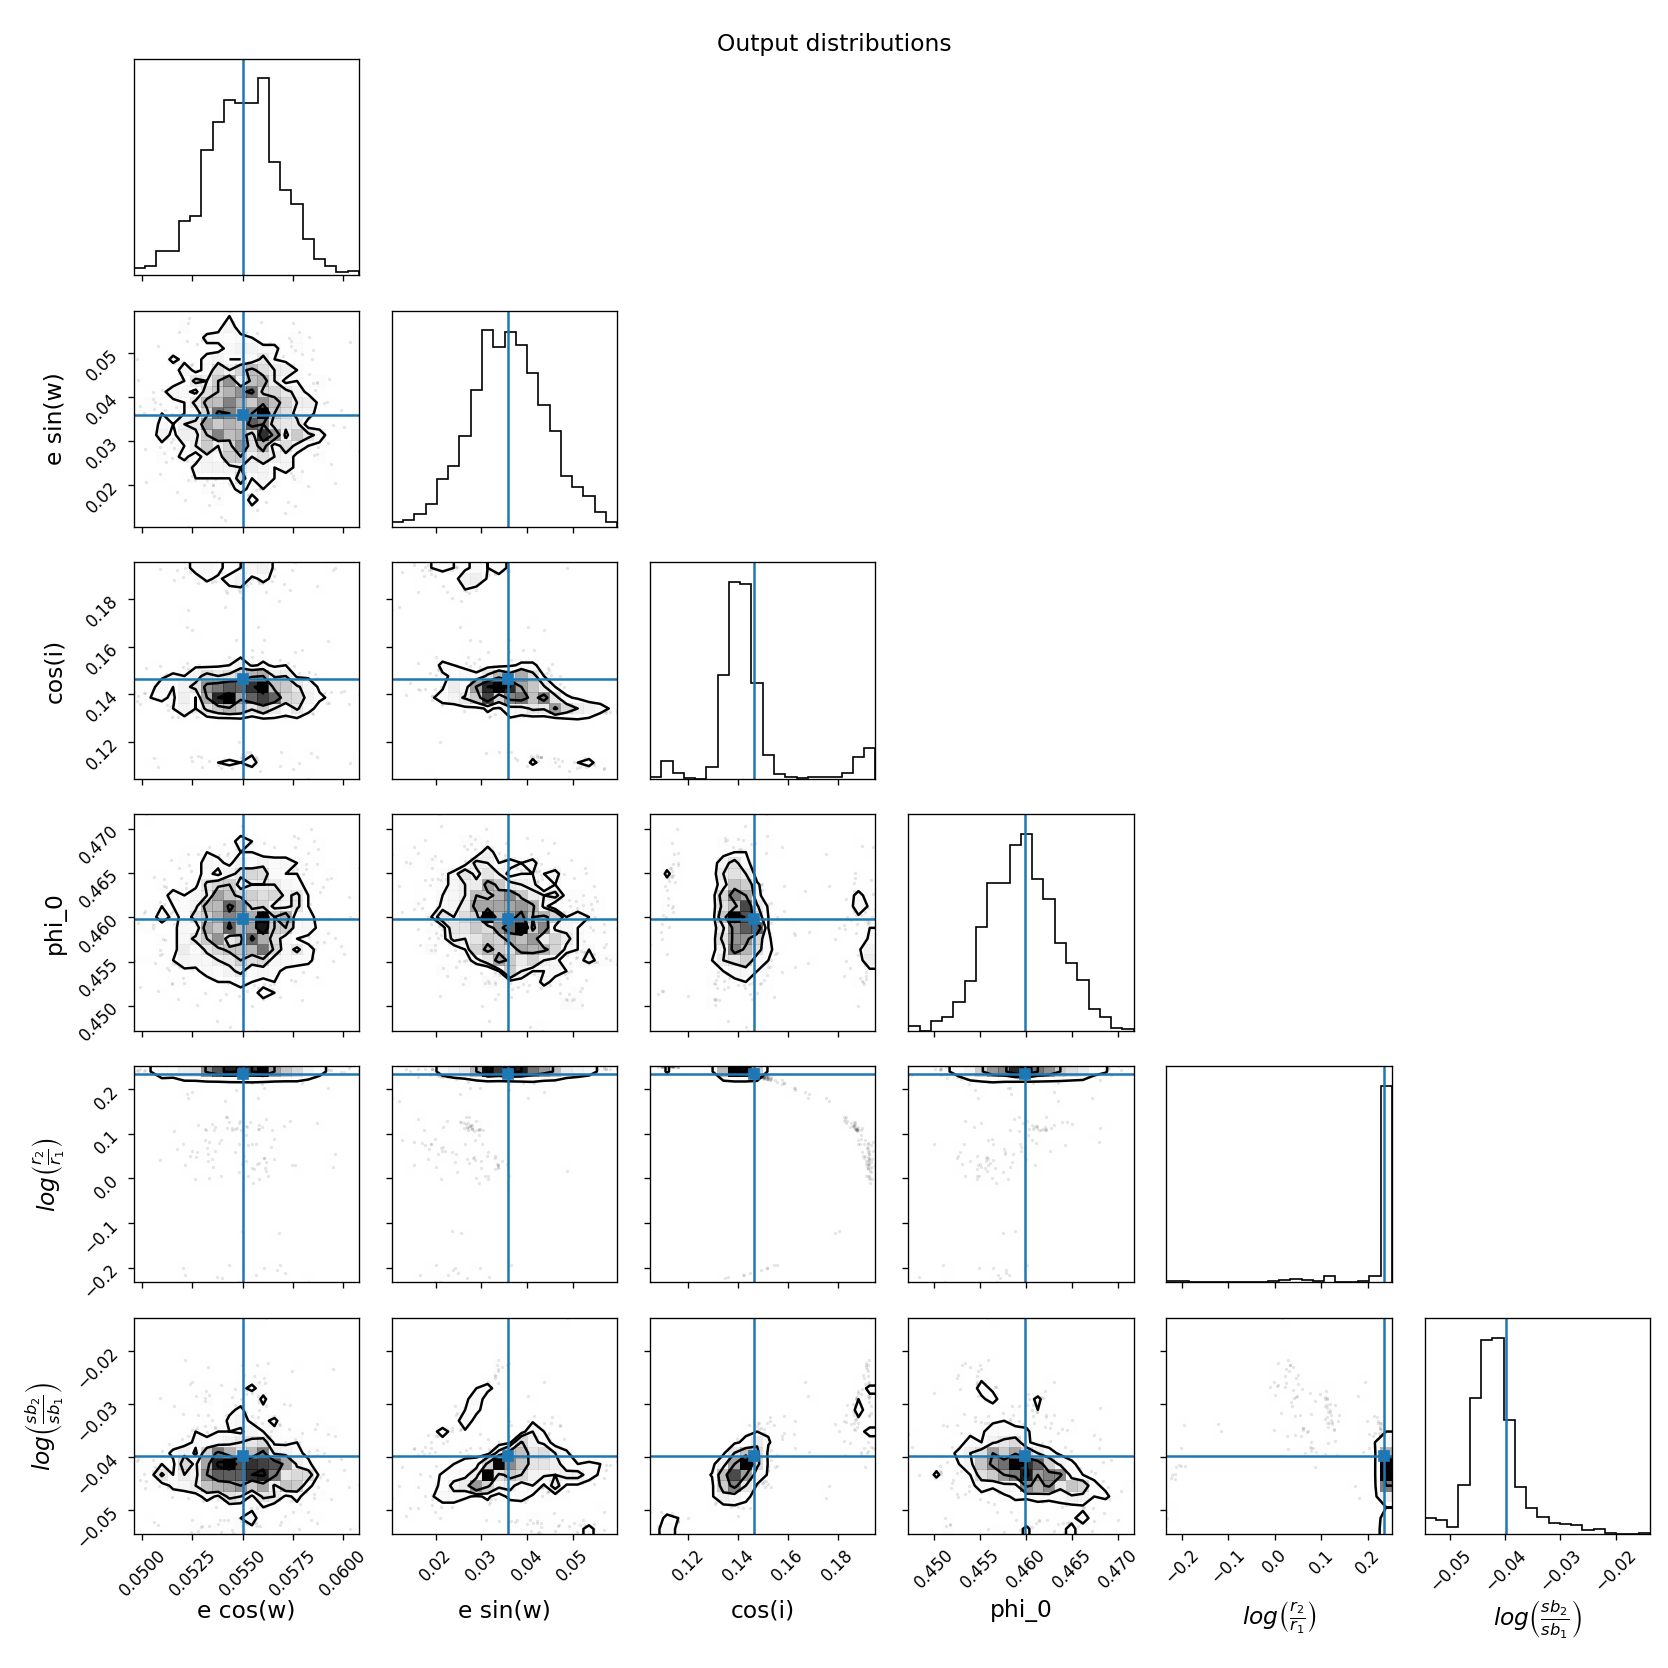 Output distributions
e sin(w)
0.05
0.04
0.03
0.02
cos(i)
0.18
0.16
0.14
0.12
phi_0
0.470
0.465
0.460
0.455
0.450
log(r2/r1)
0.2
0.1
0.0
−0.1
−0.2
log(sb2/sb1)
−0.02
−0.03
−0.04
−0.05
0.0500 0.0525 0.0550 0.0575 0.0600
0.02 0.03 0.04 0.05
0.12 0.14 0.16 0.18
0.450 0.455 0.460 0.465 0.470
−0.2 −0.1 0.0 0.1 0.2
−0.05 −0.04 −0.03 −0.02
e cos(w)
e sin(w)
cos(i)
phi_0
log(r2/r1)
log(sb2/sb1)